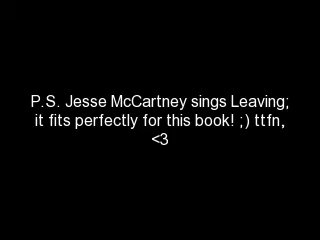 P.S. Jesse McCartney sings Leaving;
it fits perfectly for this book! ;) ttfn,
<3